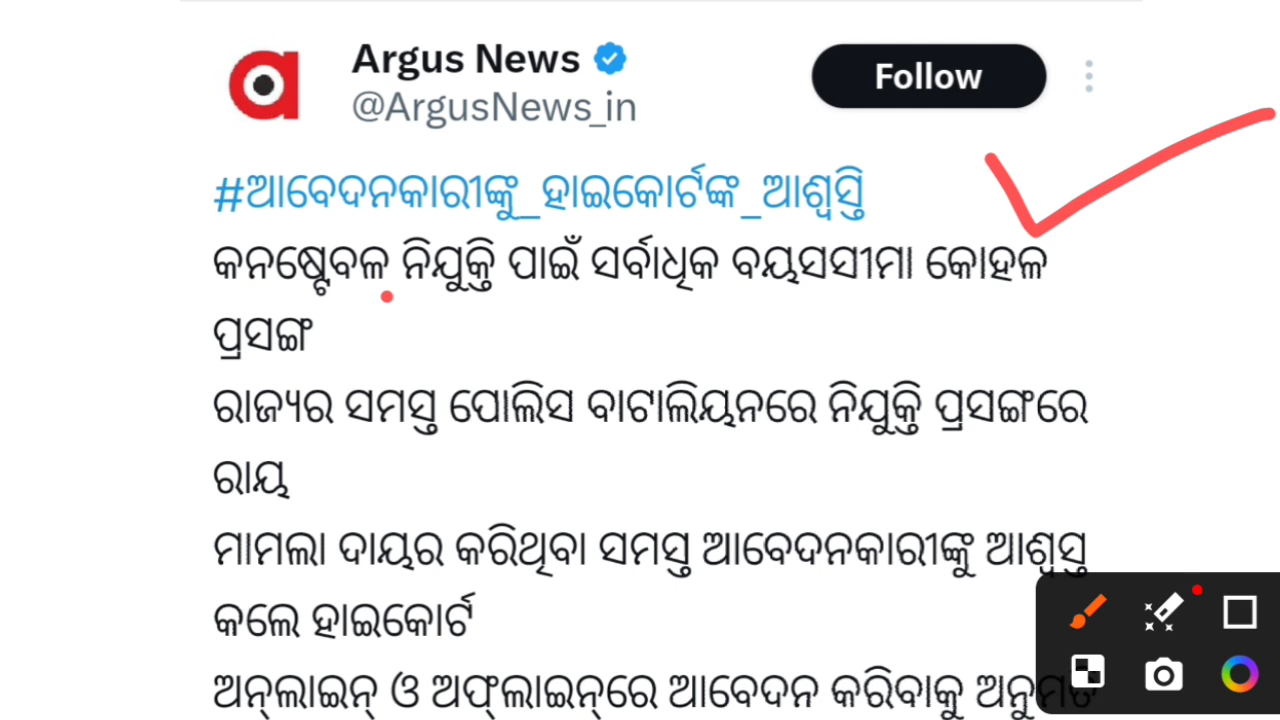 Argus News
@ArgusNews_in
Follow
#ଆବେଦନକାରୀଙ୍କୁ_ହାଇକୋର୍ଟଙ୍କ_ଆଶ୍ୱସ୍ତି
କନଷ୍ଟେବଳ ନିଯୁକ୍ତି ପାଇଁ ସର୍ବାଧିକ ବୟସସୀମା କୋହଳ
ପ୍ରସଙ୍ଗ
ରାଜ୍ୟର ସମସ୍ତ ପୋଲିସ ବାଟାଲିୟନରେ ନିଯୁକ୍ତି ପ୍ରସଙ୍ଗରେ
ରାୟ
ମାମଲା ଦାୟର କରିଥିବା ସମସ୍ତ ଆବେଦନକାରୀଙ୍କୁ ଆଶ୍ୱସ୍ତ
କଲେ ହାଇକୋର୍ଟ
ଅନ୍‌ଲାଇନ୍ ଓ ଅଫ୍‌ଲାଇନ୍‌ରେ ଆବେଦନ କରିବାକୁ